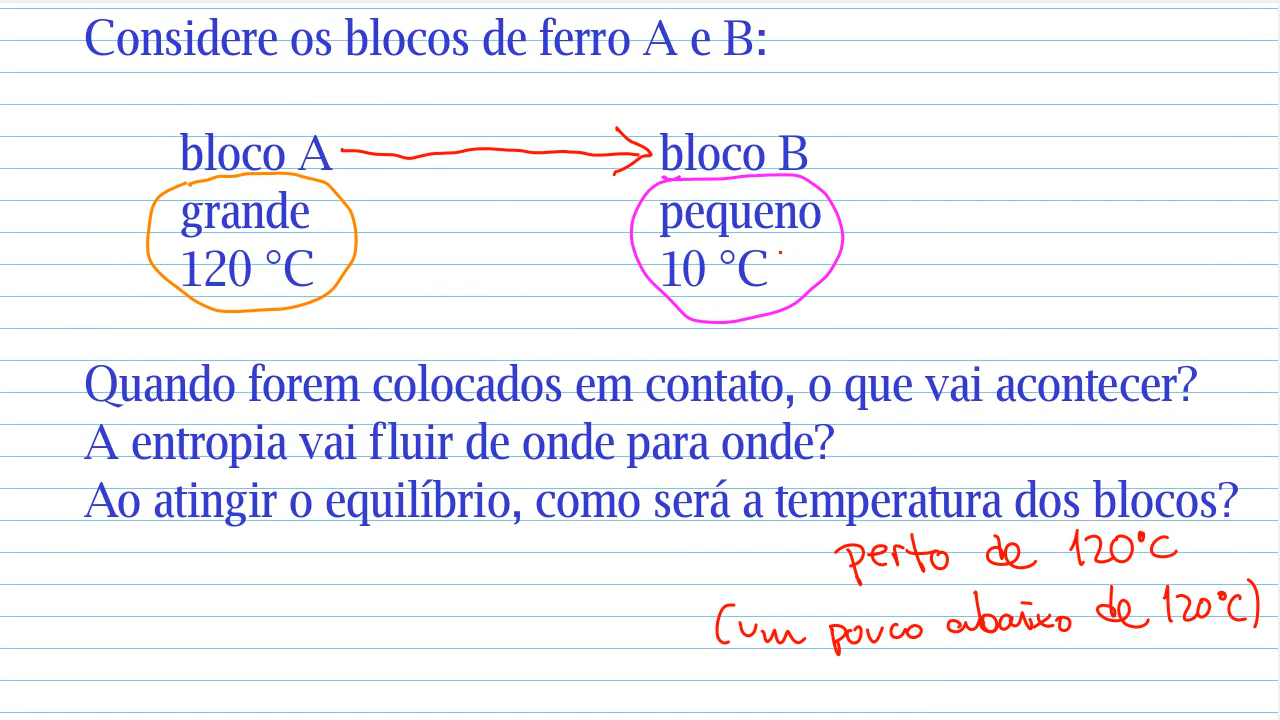 Considere os blocos de ferro A e B:
bloco A bloco B
grande pequeno
120 °C 10 °C
Quando forem colocados em contato, o que vai acontecer?
A entropia vai fluir de onde para onde?
Ao atingir o equilíbrio, como será a temperatura dos blocos?
perto de 120°C
(um pouco abaixo de 120°C)